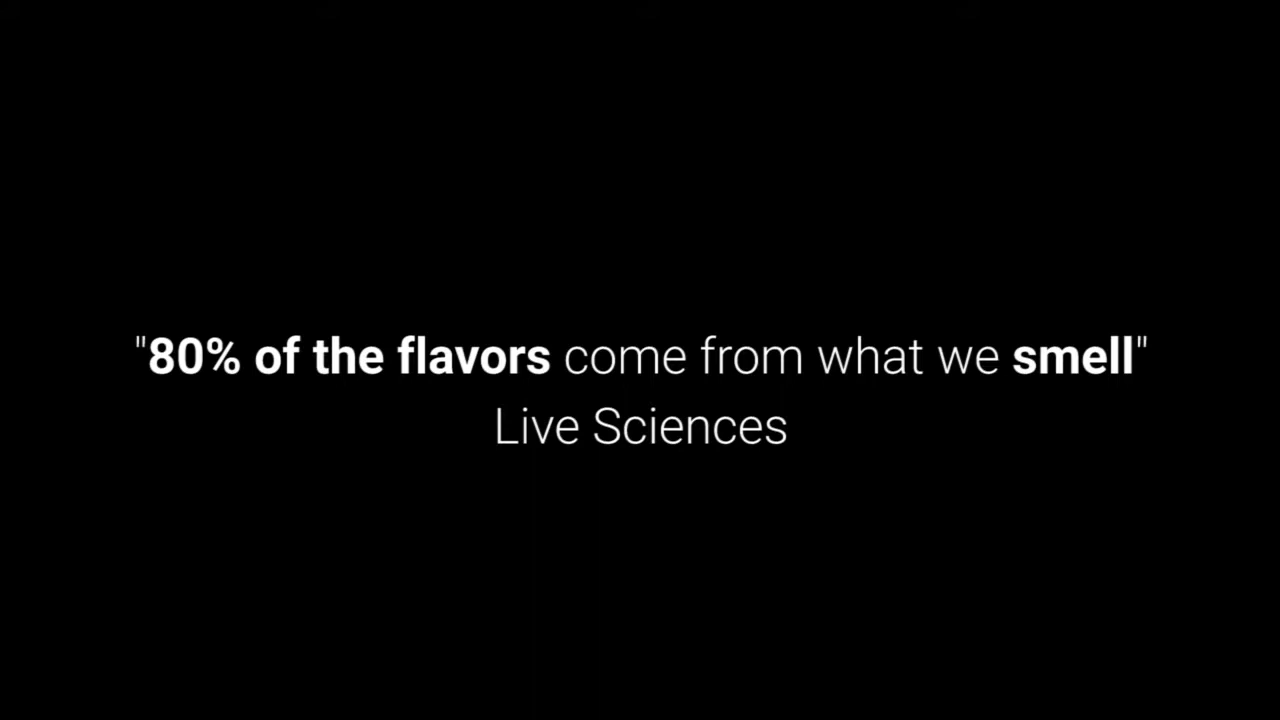 "80% of the flavors come from what we smell"
Live Sciences